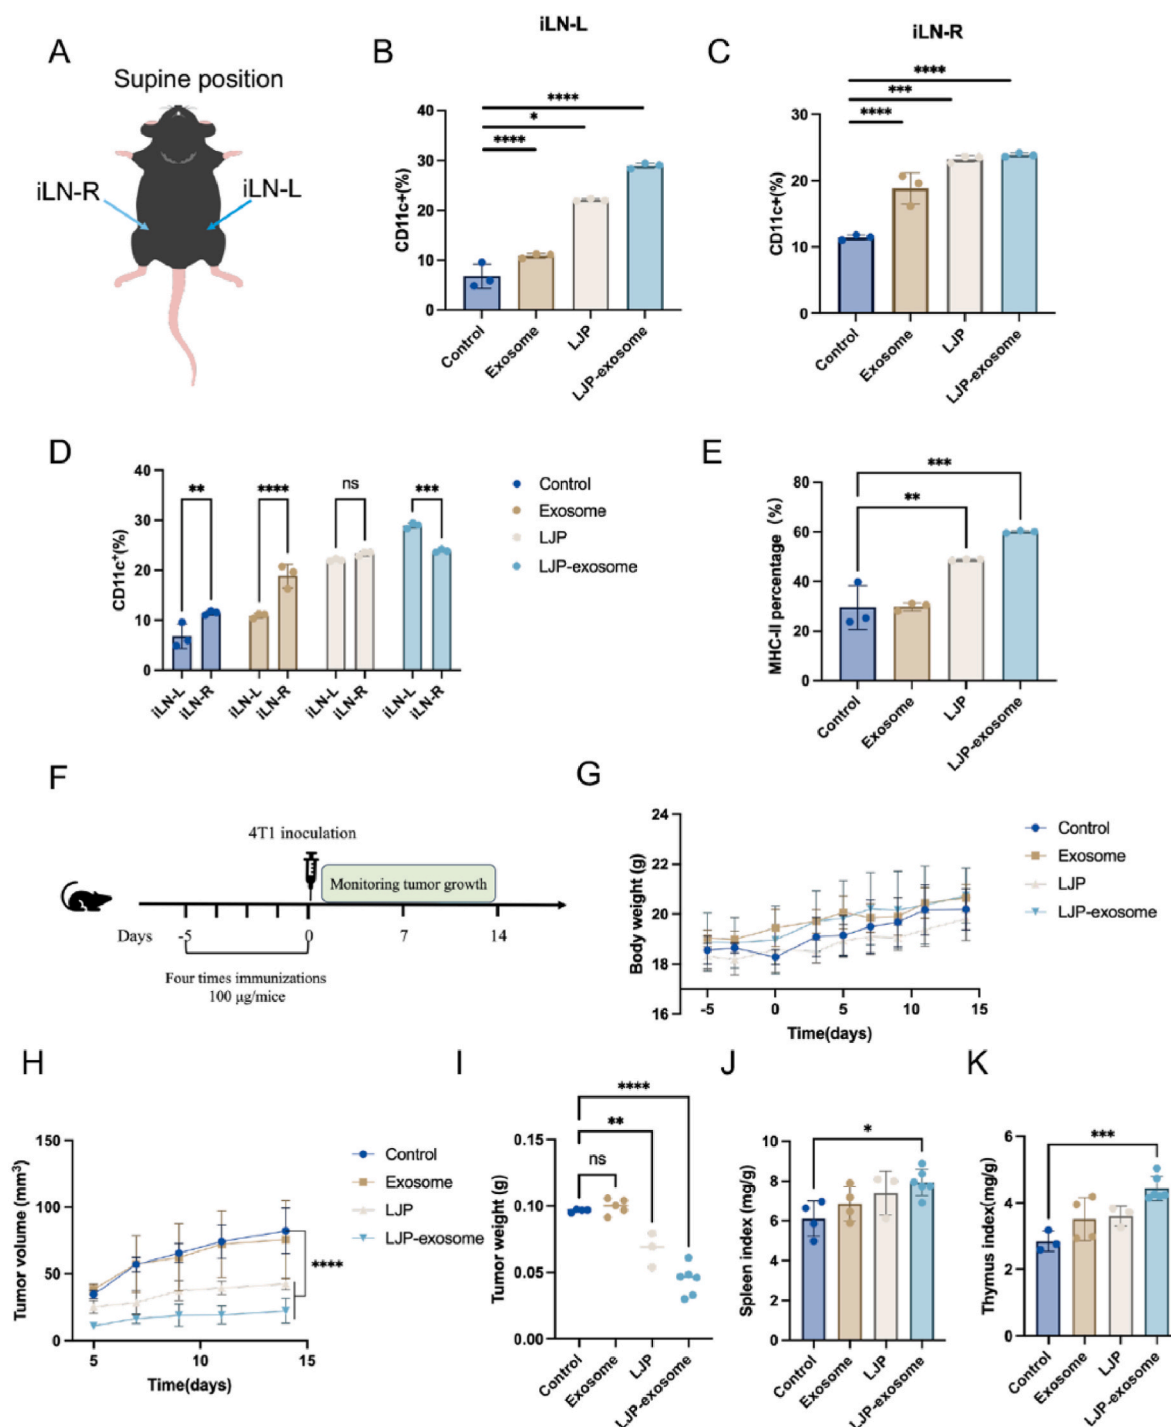 A
Supine position
iLN-R
iLN-L
B
iLN-L
****
*
****
CD11c+(%)
40
30
20
10
0
Control
Exosome
LJP
LJP-exosome
C
iLN-R
****
***
****
CD11c+(%)
30
20
10
0
Control
Exosome
LJP
LJP-exosome
D
**
****
ns
***
CD11c⁺(%)
40
30
20
10
0
iLN-L
iLN-R
iLN-L
iLN-R
iLN-L
iLN-R
iLN-L
iLN-R
Control
Exosome
LJP
LJP-exosome
E
***
**
MHC-II percentage (%)
80
60
40
20
0
Control
Exosome
LJP
LJP-exosome
F
4T1 inoculation
Monitoring tumor growth
Days
-5
0
7
14
Four times immunizations
100 μg/mice
G
Body weight (g)
24
22
20
18
16
-5
0
5
10
15
Time(days)
Control
Exosome
LJP
LJP-exosome
H
Tumor volume (mm³)
150
100
50
0
5
10
15
Time(days)
Control
Exosome
LJP
LJP-exosome
****
I
****
**
ns
Tumor weight (g)
0.15
0.10
0.05
0.00
Control
Exosome
LJP
LJP-exosome
J
*
Spleen index (mg/g)
10
8
6
4
2
0
Control
Exosome
LJP
LJP-exosome
K
***
Thymus index(mg/g)
6
4
2
0
Control
Exosome
LJP
LJP-exosome